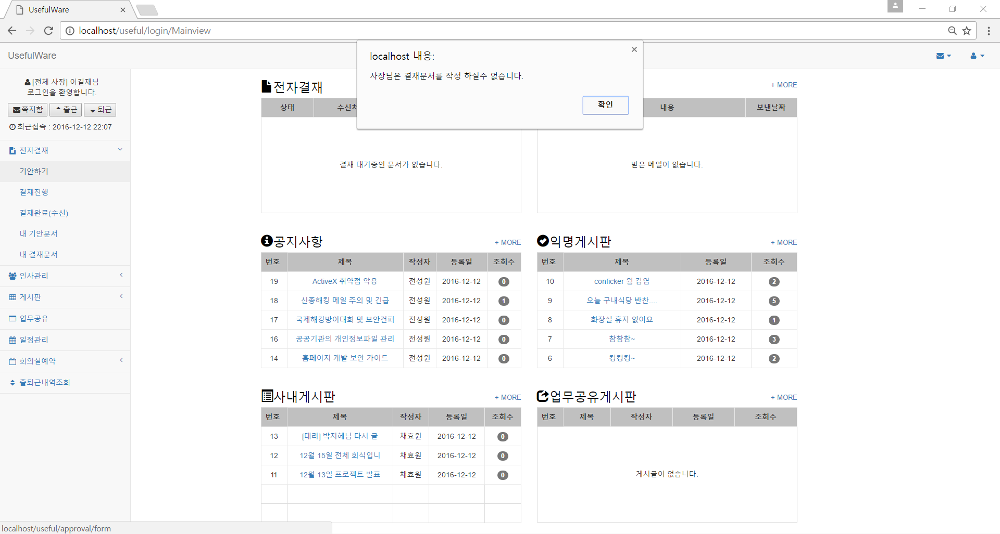 UsefulWare
localhost/useful/login/Mainview
UsefulWare
localhost 내용:
사장님은 결재문서를 작성 하실수 없습니다.
확인
[전체 사장] 이길재님
로그인을 환영합니다.
쪽지함 출근 퇴근
최근접속 : 2016-12-12 22:07
전자결재
기안하기
결재진행
결재완료(수신)
내 기안문서
내 결재문서
인사관리
게시판
업무공유
일정관리
회의실예약
출퇴근내역조회
전자결재
상태 수신처
결재 대기중인 문서가 없습니다.
+ MORE
내용 보낸날짜
받은 메일이 없습니다.
공지사항 + MORE
번호 제목 작성자 등록일 조회수
19 ActiveX 취약점 악용 전성원 2016-12-12 0
18 신종해킹 메일 주의 및 긴급 전성원 2016-12-12 1
17 국제해킹방어대회 및 보안컨퍼 전성원 2016-12-12 0
16 공공기관의 개인정보파일 관리 전성원 2016-12-12 0
14 홈페이지 개발 보안 가이드 전성원 2016-12-12 0
익명게시판 + MORE
번호 제목 등록일 조회수
10 conficker 웜 감염 2016-12-12 2
9 오늘 구내식당 반찬.... 2016-12-12 5
8 화장실 휴지 없어요 2016-12-12 1
7 참참참~ 2016-12-12 3
6 컹컹컹~ 2016-12-12 2
사내게시판 + MORE
번호 제목 작성자 등록일 조회수
13 [대리] 박지혜님 다시 글 채효원 2016-12-12 0
12 12월 15일 전체 회식입니 채효원 2016-12-12 0
11 12월 13일 프로젝트 발표 채효원 2016-12-12 0
업무공유게시판 + MORE
번호 제목 작성자 등록일 조회수
게시글이 없습니다.
localhost/useful/approval/form